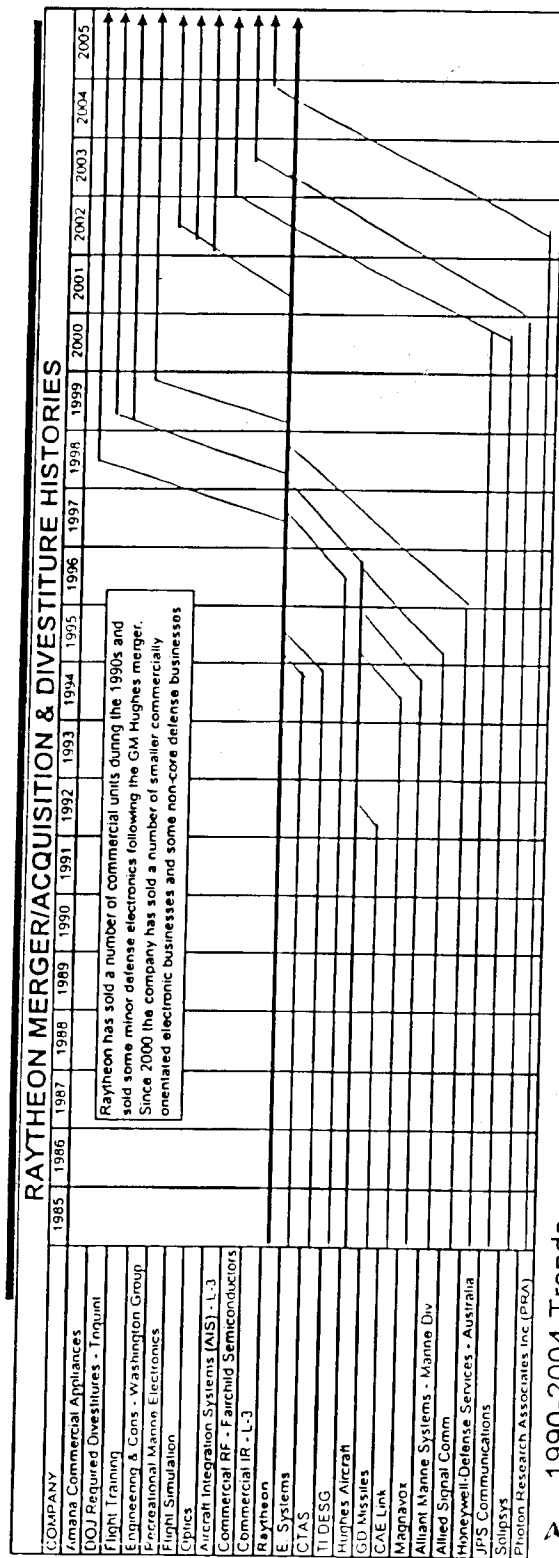 RAYTHEON MERGER/ACQUISITION & DIVESTITURE HISTORIES
COMPANY 1985 1986 1987 1988 1989 1990 1991 1992 1993 1994 1995 1996 1997 1998 1999 2000 2001 2002 2003 2004 2005
Amana Commercial Appliances
DOJ Required Divestitures - Triquint
Flight Training
Engineering & Cons - Washington Group
Recreational Marine Electronics
Flight Simulation
Optics
Aircraft Integration Systems (AIS) - L-3
Commercial RF - Fairchild Semiconductors
Commercial IR - L-3
Raytheon
E. Systems
CTAS
TI DESG
Hughes Aircraft
GD Missiles
CAE Link
Magnavox
Alliant Marine Systems - Marine Div
Allied Signal Comm
Honeywell-Defense Services - Australia
JPS Communications
Solipsys
Photon Research Associates Inc (PRA)
Raytheon has sold a number of commercial units during the 1990s and
sold some minor defense electronics following the GM Hughes merger.
Since 2000 the company has sold a number of smaller commercially
orientated electronic businesses and some non-core defense businesses
1990-2004 Trends